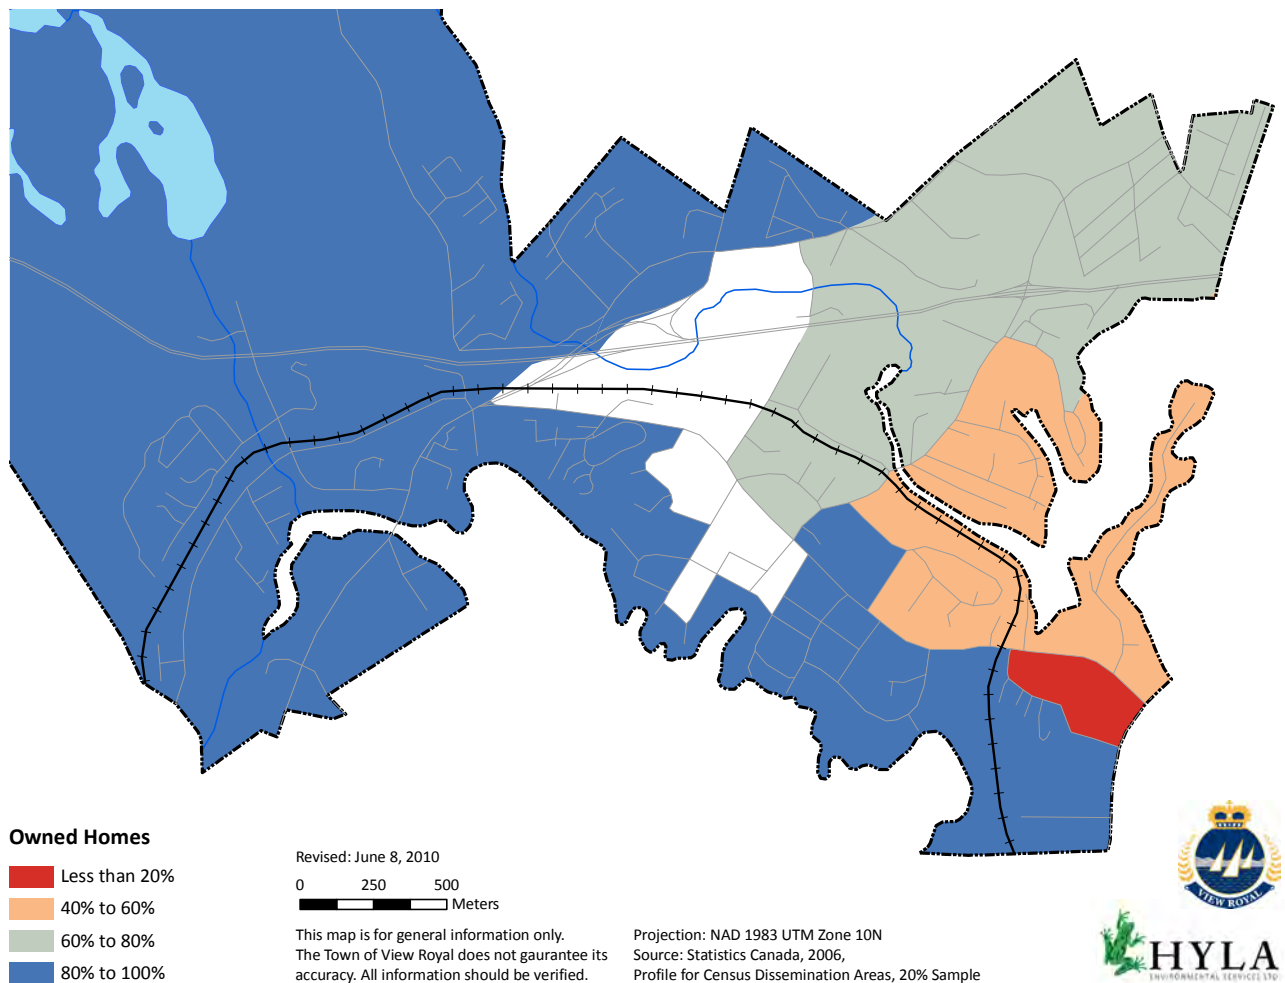 Owned Homes
Less than 20%
40% to 60%
60% to 80%
80% to 100%
Revised: June 8, 2010
0 250 500
Meters
This map is for general information only.
The Town of View Royal does not gaurantee its
accuracy. All information should be verified.
Projection: NAD 1983 UTM Zone 10N
Source: Statistics Canada, 2006,
Profile for Census Dissemination Areas, 20% Sample
VIEW ROYAL
HYLA
ENVIRONMENTAL SERVICES LTD